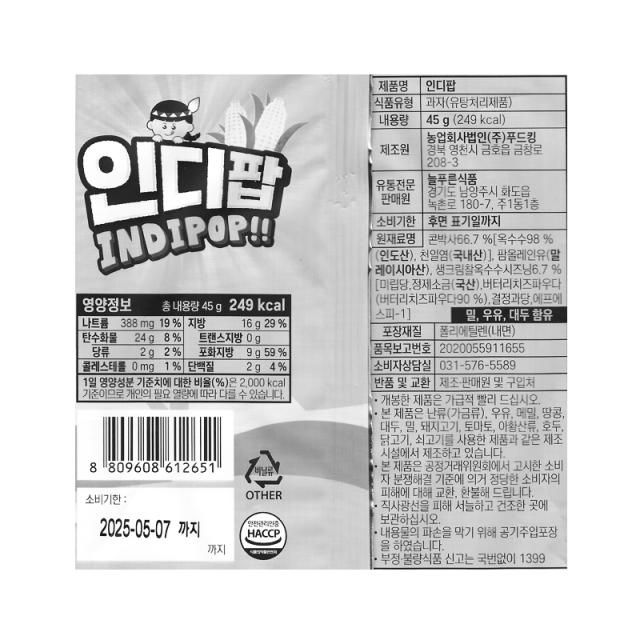 인디팝
INDIPOP!!
영양정보 총 내용량 45 g 249 kcal
나트륨 388 mg 19 % 지방 16 g 29 %
탄수화물 24 g 8 % 트랜스지방 0 g
당류 2 g 2 % 포화지방 9 g 59 %
콜레스테롤 0 mg 1 % 단백질 2 g 4 %
1일 영양성분 기준치에 대한 비율(%)은 2,000 kcal
기준이므로 개인의 필요 열량에 따라 다를 수 있습니다.
8 809608 612651
소비기한 :
2025-05-07 까지
까지
비닐류
OTHER
안전관리인증
HACCP
식품의약품안전처
제품명 인디팝
식품유형 과자(유탕처리제품)
내용량 45 g (249 kcal)
제조원 농업회사법인(주)푸드킹
경북 영천시 금호읍 금창로
208-3
유통전문판매원 늘푸른식품
경기도 남양주시 화도읍
녹촌로 180-7, 주1동1층
소비기한 후면 표기일까지
원재료명 콘박사66.7 %[옥수수98 %
(인도산), 천일염(국내산)], 팜올레인유(말
레이시아산), 생크림찰옥수수시즈닝6.7 %
[미립당,정제소금(국산),버터리치즈파우다
(버터리치즈파우다90 %),결정과당,에프에
스피-1] 밀, 우유, 대두 함유
포장재질 폴리에틸렌(내면)
품목보고번호 2020055911655
소비자상담실 031-576-5589
반품 및 교환 제조·판매원 및 구입처
• 개봉한 제품은 가급적 빨리 드십시오.
• 본 제품은 난류(가금류), 우유, 메밀, 땅콩,
대두, 밀, 돼지고기, 토마토, 아황산류, 호두,
닭고기, 쇠고기를 사용한 제품과 같은 제조
시설에서 제조하고 있습니다.
• 본 제품은 공정거래위원회에서 고시한 소비
자 분쟁해결 기준에 의거 정당한 소비자의
피해에 대해 교환, 환불해 드립니다.
• 직사광선을 피해 서늘하고 건조한 곳에
보관하십시오.
• 내용물의 파손을 막기 위해 공기주입포장
을 하였습니다.
• 부정·불량식품 신고는 국번없이 1399